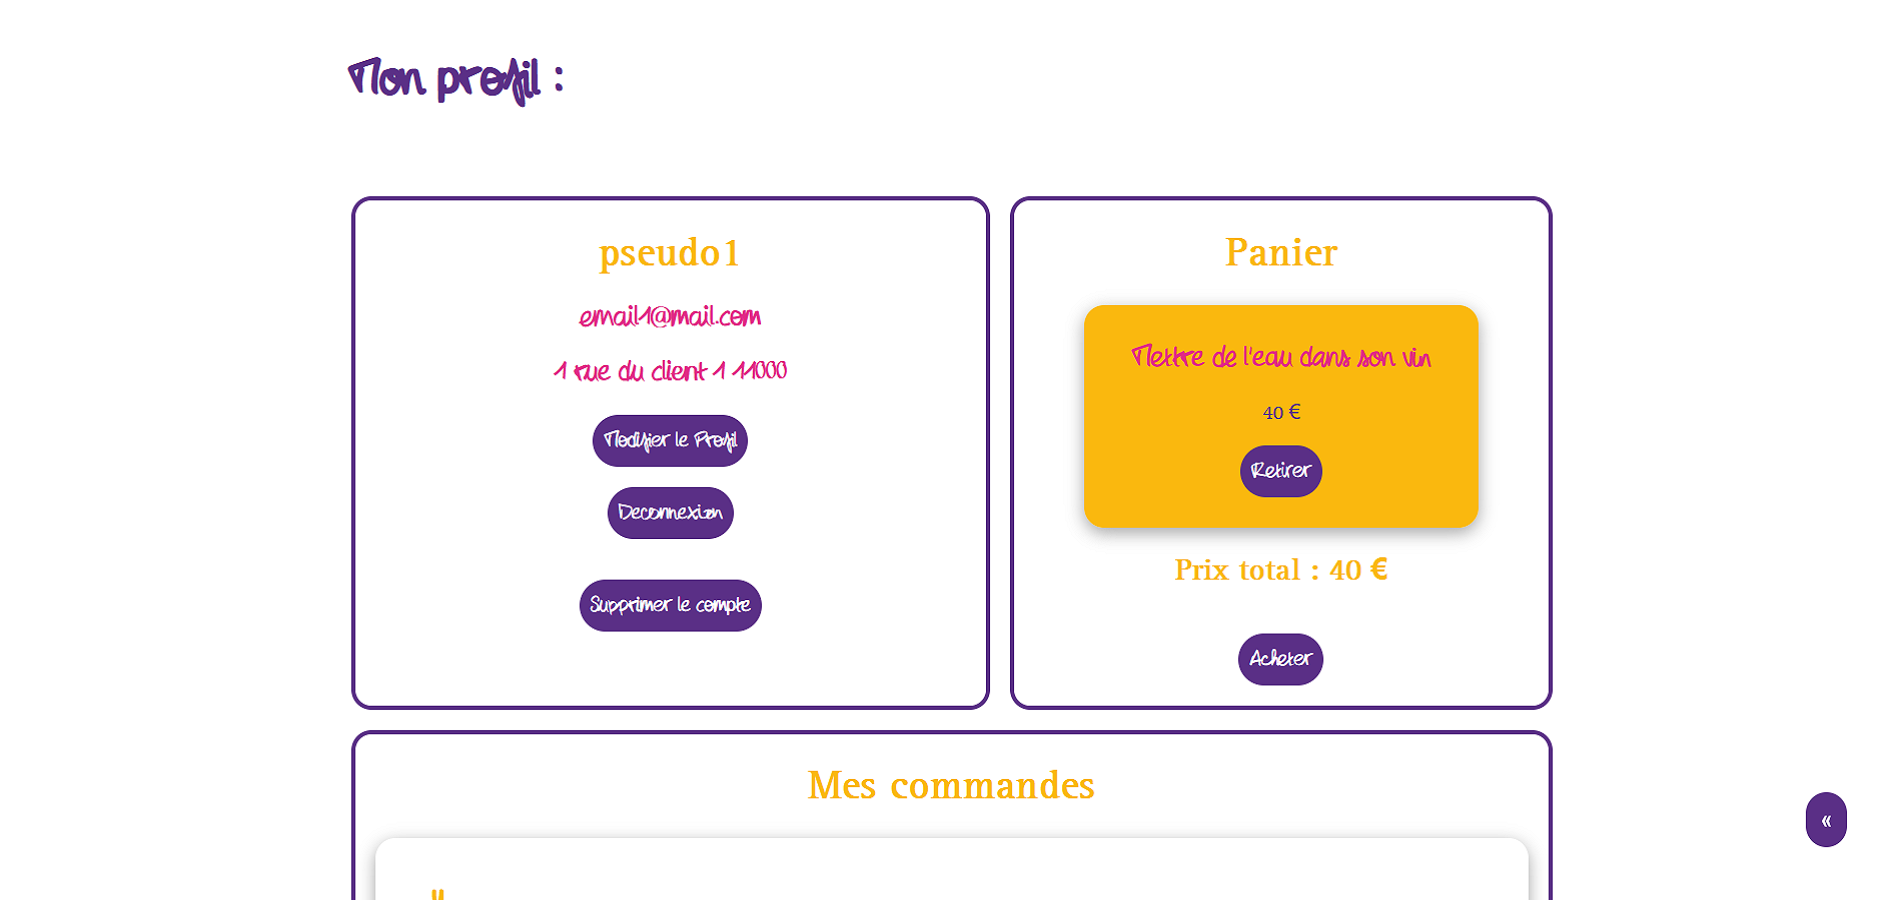 Mon profil :
pseudo1
email1@mail.com
1 rue du client 1 11000
Modifier le Profil
Deconnexion
Supprimer le compte
Panier
Mettre de l'eau dans son vin
40 €
Retirer
Prix total : 40 €
Acheter
Mes commandes
«